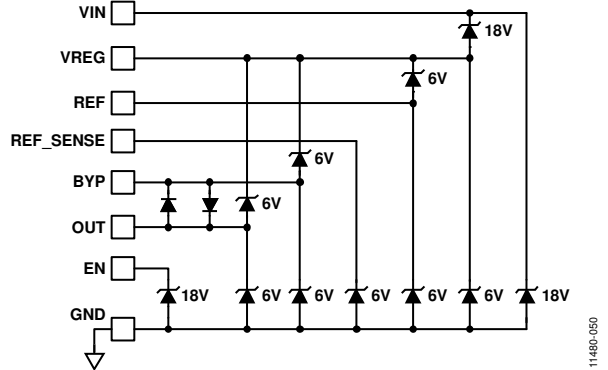 VIN
18V
VREG
6V
REF
REF_SENSE
6V
BYP
6V
OUT
EN
18V 6V 6V 6V 6V 6V 18V
GND
11480-050